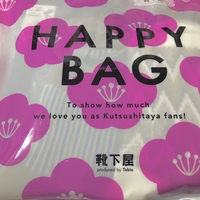 HAPPY
BAG
To show how much
we love you as Kutsushitaya fans!
靴下屋
produced by Tabio